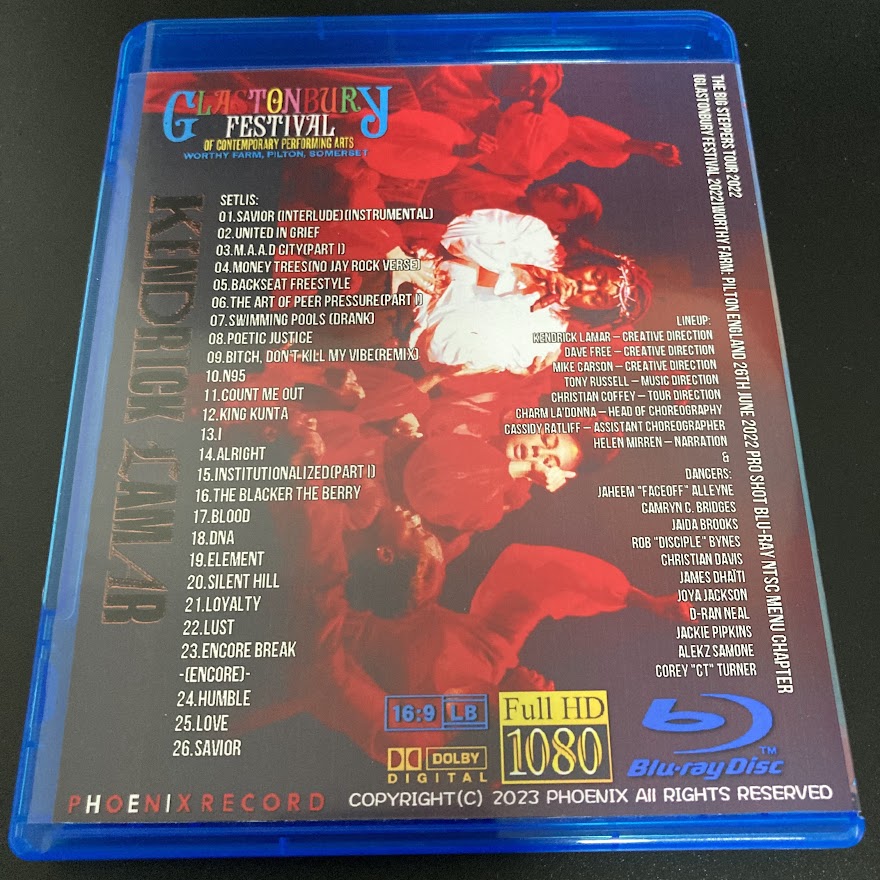 GLASTONBURY
FESTIVAL
OF CONTEMPORARY PERFORMING ARTS
WORTHY FARM, PILTON, SOMERSET
KENDRICK LAMAR
SETLIS:
01.SAVIOR (INTERLUDE)(INSTRUMENTAL)
02.UNITED IN GRIEF
03.M.A.A.D CITY(PART I)
04.MONEY TREES(NO JAY ROCK VERSE)
05.BACKSEAT FREESTYLE
06.THE ART OF PEER PRESSURE(PART I)
07.SWIMMING POOLS (DRANK)
08.POETIC JUSTICE
09.BITCH, DON'T KILL MY VIBE(REMIX)
10.N95
11.COUNT ME OUT
12.KING KUNTA
13.I
14.ALRIGHT
15.INSTITUTIONALIZED(PART I)
16.THE BLACKER THE BERRY
17.BLOOD
18.DNA
19.ELEMENT
20.SILENT HILL
21.LOYALTY
22.LUST
23.ENCORE BREAK
-(ENCORE)-
24.HUMBLE
25.LOVE
26.SAVIOR
LINEUP:
KENDRICK LAMAR – CREATIVE DIRECTION
DAVE FREE – CREATIVE DIRECTION
MIKE CARSON – CREATIVE DIRECTION
TONY RUSSELL – MUSIC DIRECTION
CHRISTIAN COFFEY – TOUR DIRECTION
CHARM LA'DONNA – HEAD OF CHOREOGRAPHY
CASSIDY RATLIFF – ASSISTANT CHOREOGRAPHER
HELEN MIRREN – NARRATION
&
DANCERS:
JAHEEM "FACEOFF" ALLEYNE
CAMRYN C. BRIDGES
JAIDA BROOKS
ROB "DISCIPLE" BYNES
CHRISTIAN DAVIS
JAMES DHAÏTI
JOYA JACKSON
D-RAN NEAL
JACKIE PIPKINS
ALEKZ SAMONE
COREY "CT" TURNER
THE BIG STEPPERS TOUR 2022
(GLASTONBURY FESTIVAL 2022)WORTHY FARM: PILTON ENGLAND 26TH JUNE 2022 PRO SHOT BLU-RAY NTSC MENU CHAPTER
16:9 LB
DOLBY
DIGITAL
Full HD
1080
Blu-ray Disc TM
PHOENIXRECORD
COPYRIGHT(C) 2023 PHOENIX All RIGHTS RESERVED